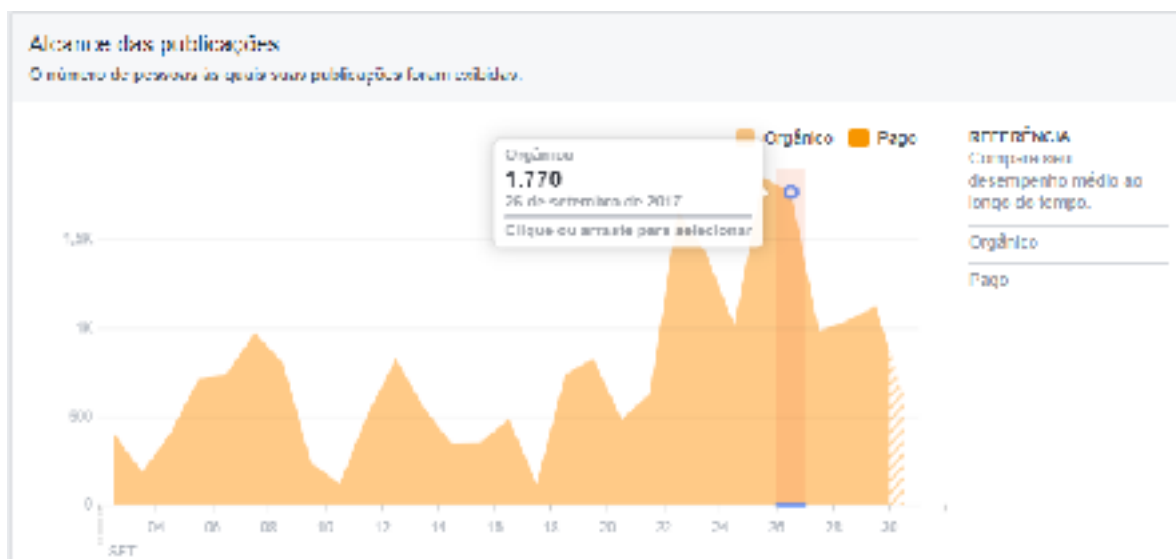 Alcance das publicações
O número de pessoas às quais suas publicações foram exibidas.
Orgânico
Pago
REFERÊNCIA
Compare seu
desempenho médio ao
longo do tempo.
Orgânico
Pago
Orgânico
1.770
26 de setembro de 2017
Clique ou arraste para selecionar
1,5K
1K
500
0
04 06 08 10 12 14 16 18 20 22 24 26 28 30
SET